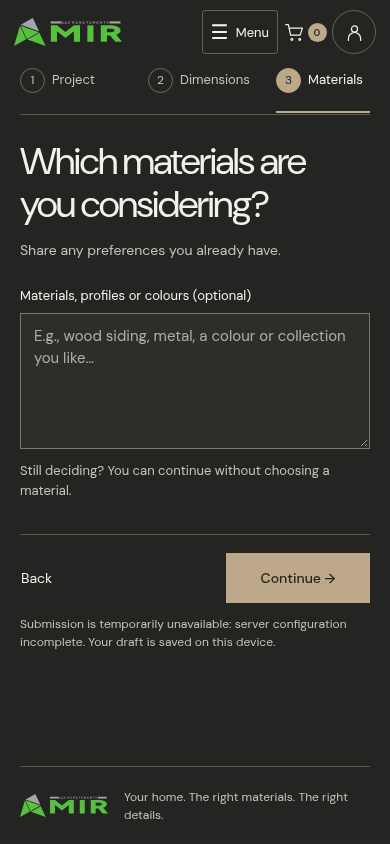 MIR
Menu
0
1 Project
2 Dimensions
3 Materials
Which materials are
you considering?
Share any preferences you already have.
Materials, profiles or colours (optional)
E.g., wood siding, metal, a colour or collection
you like...
Still deciding? You can continue without choosing a
material.
Back
Continue →
Submission is temporarily unavailable: server configuration
incomplete. Your draft is saved on this device.
MIR
Your home. The right materials. The right
details.